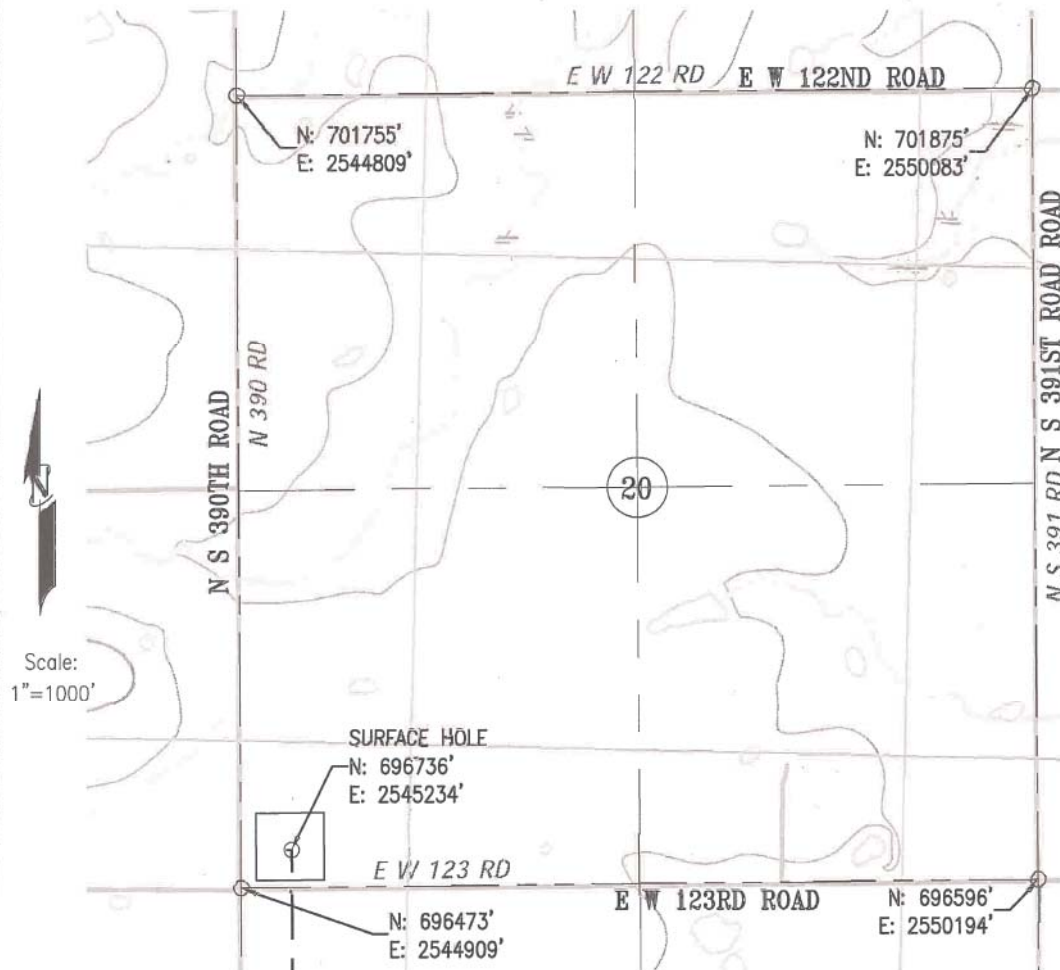 E W 122 RD
E W 122ND ROAD
N: 701755'
E: 2544809'
N: 701875'
E: 2550083'
N 390 RD
N S 390TH ROAD
N S 391 RD
N S 391ST ROAD ROAD
20
N
Scale:
1"=1000'
SURFACE HOLE
N: 696736'
E: 2545234'
E W 123 RD
E W 123RD ROAD
N: 696473'
E: 2544909'
N: 696596'
E: 2550194'